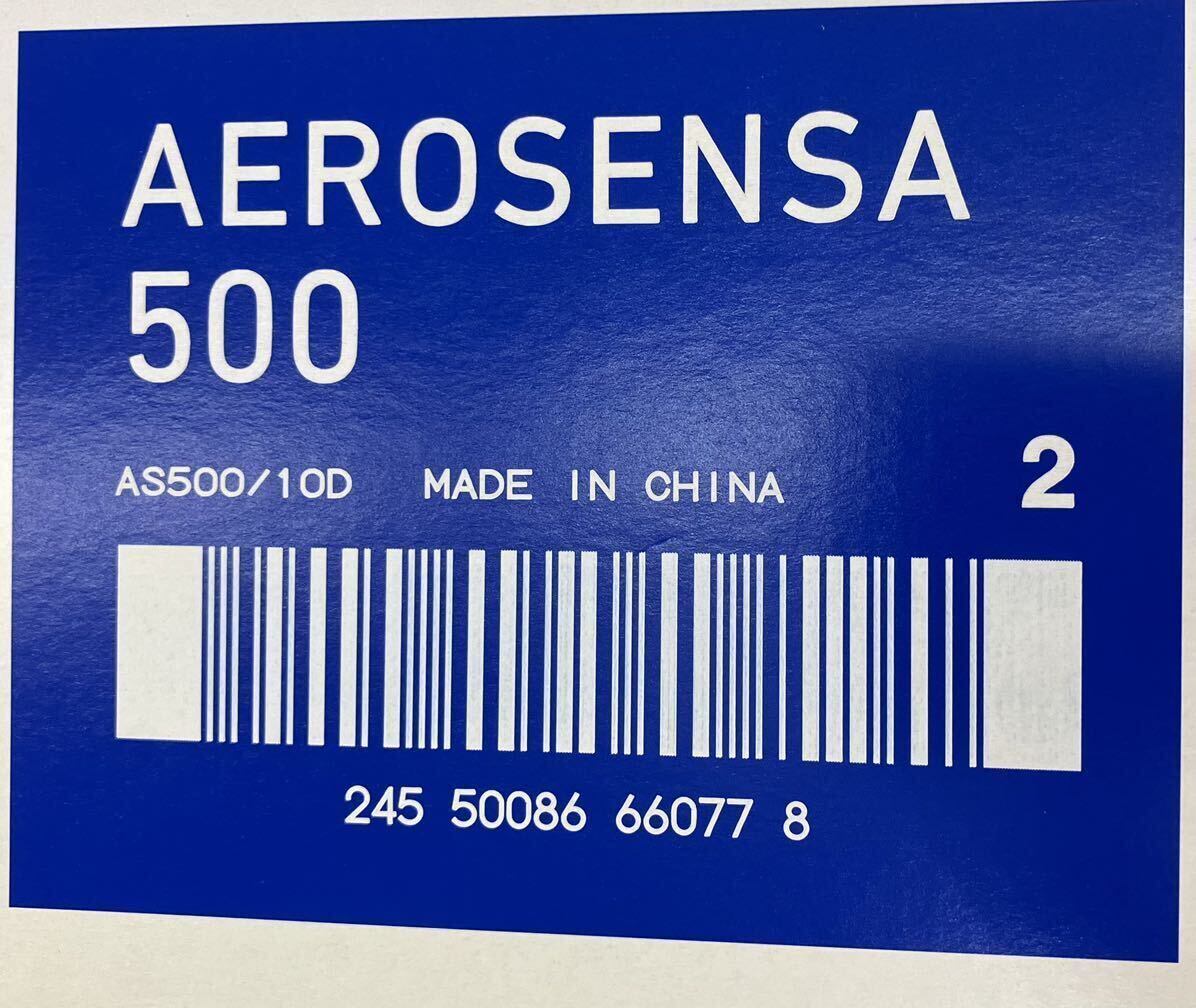 AEROSENSA
500
AS500/10D MADE IN CHINA 2
245 50086 66077 8